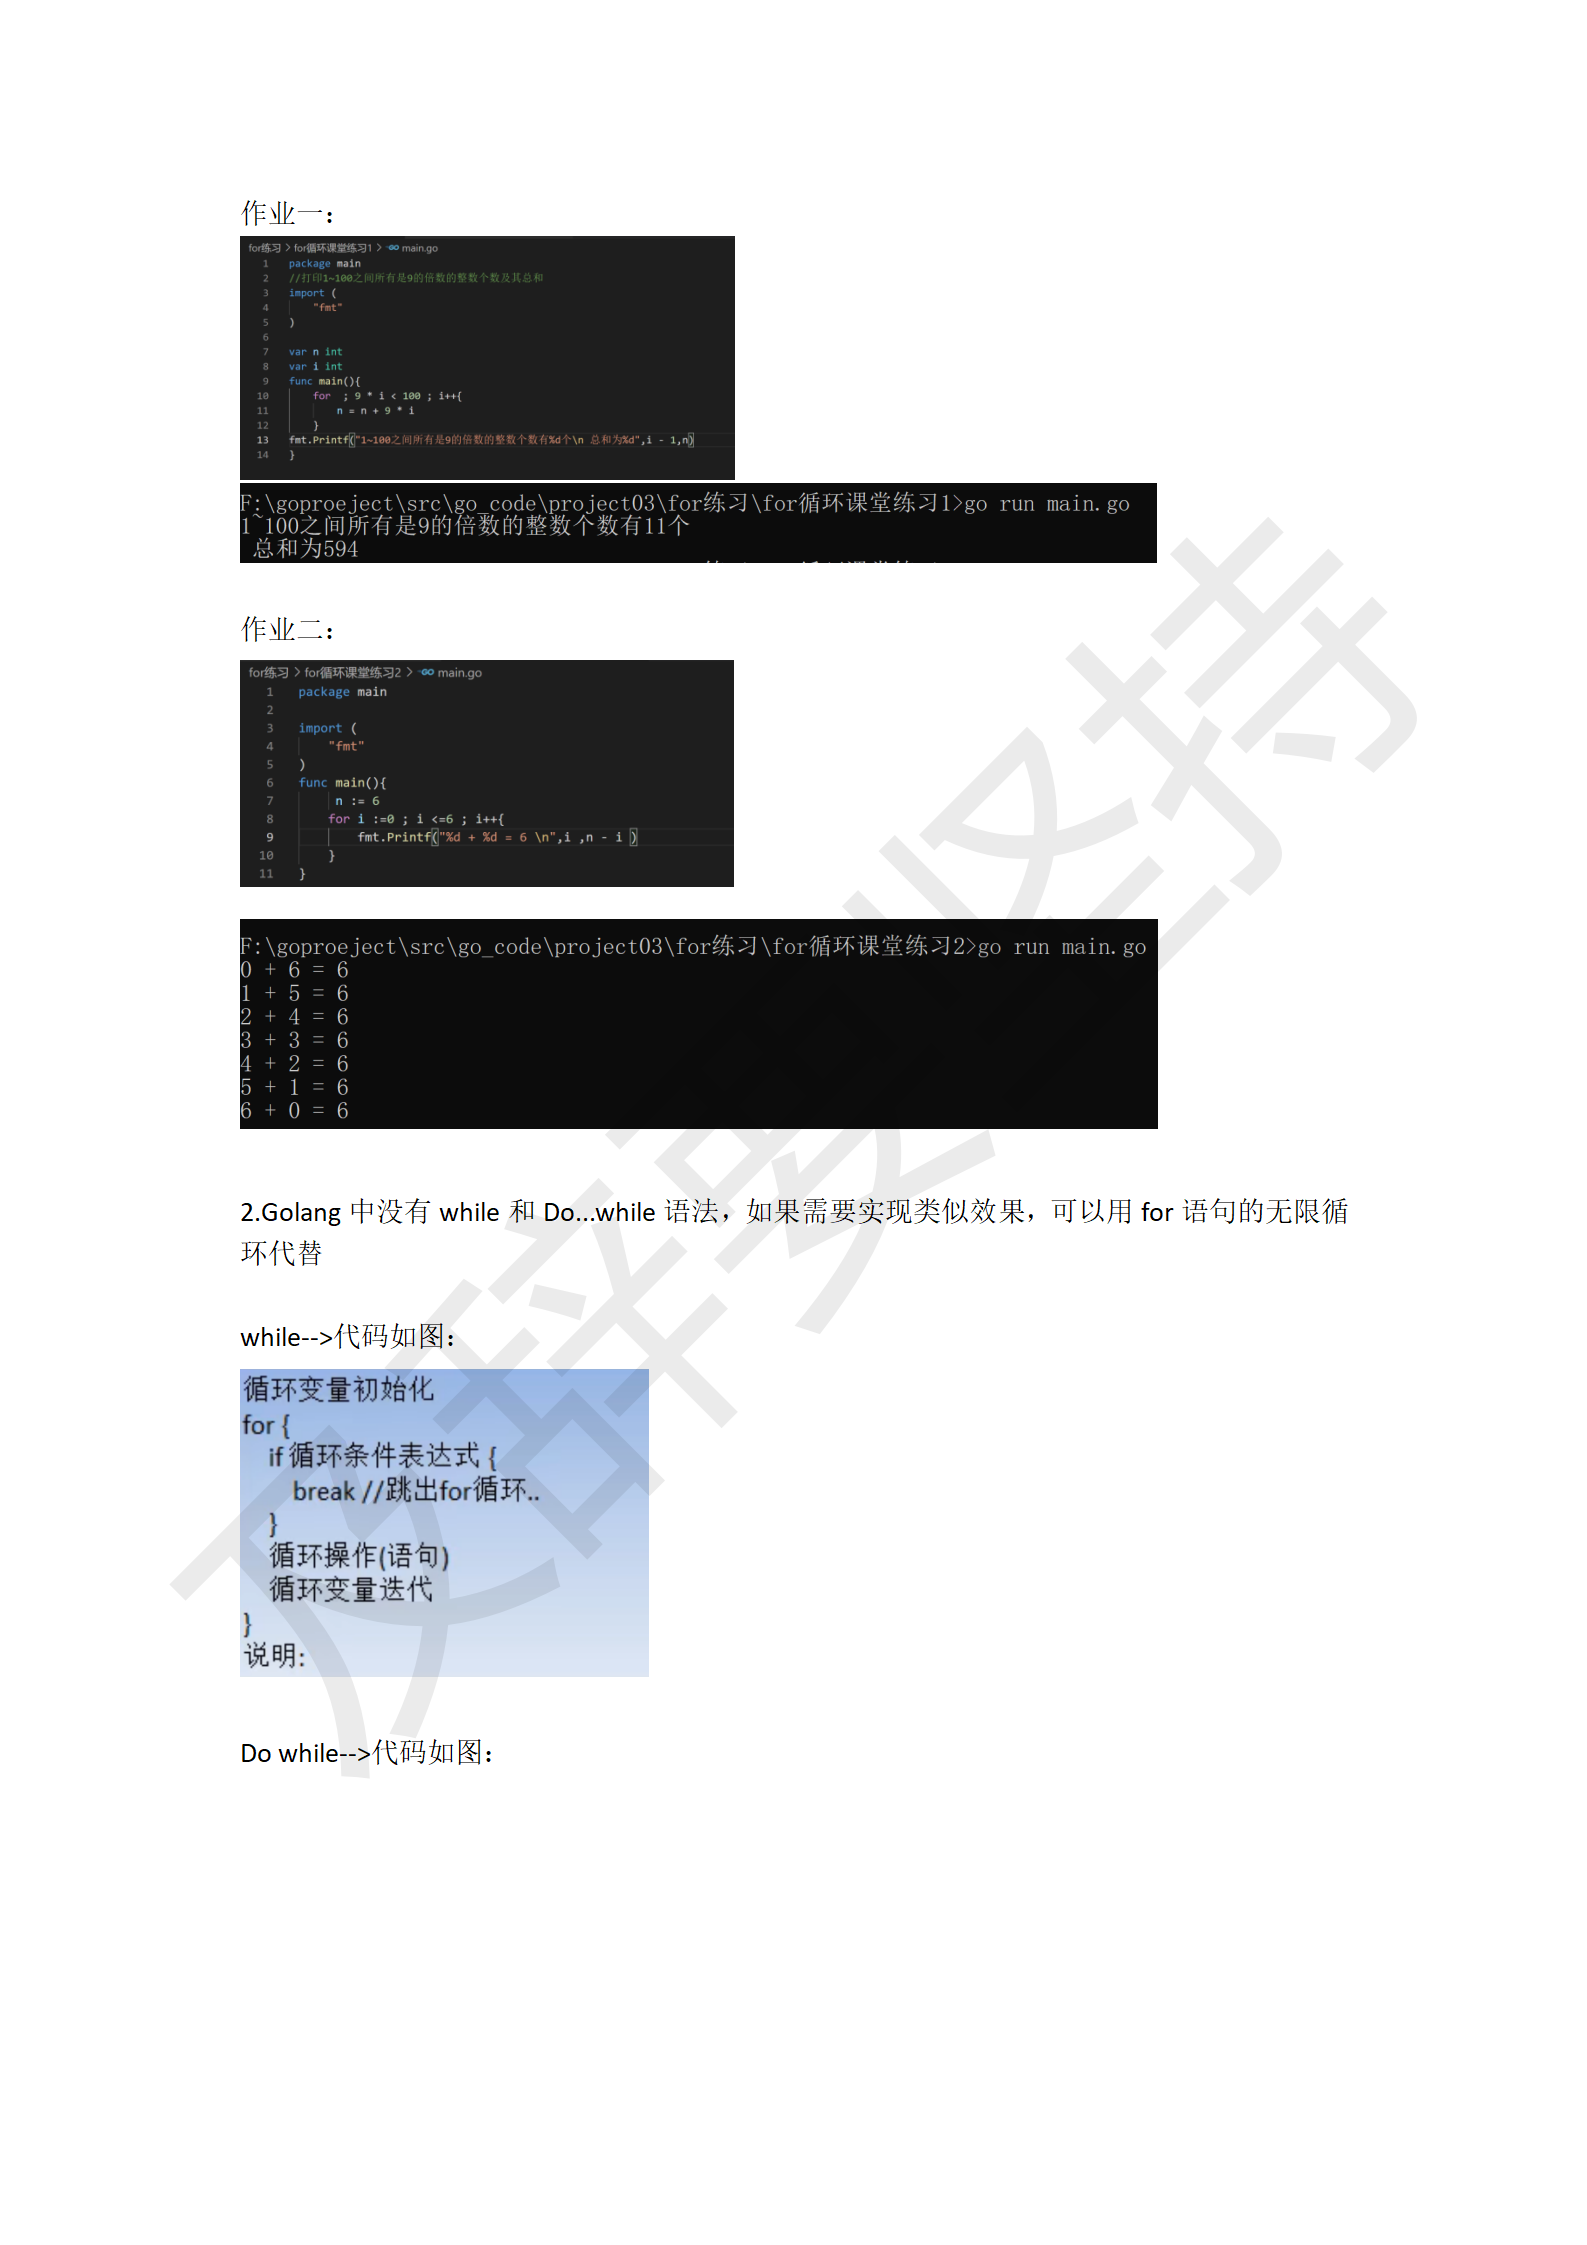 作业一：
for练习 > for循环课堂练习1 > main.go
1 package main
2 //打印1~100之间所有是9的倍数的整数个数及其总和
3 import (
4 "fmt"
5 )
6
7 var n int
8 var i int
9 func main(){
10 for ; 9 * i < 100 ; i++{
11 n = n + 9 * i
12 }
13 fmt.Printf("1~100之间所有是9的倍数的整数个数有%d个\n 总和为%d",i - 1,n)
14 }
F:\goproeject\src\go_code\project03\for练习\for循环课堂练习1>go run main.go
1~100之间所有是9的倍数的整数个数有11个
总和为594
作业二：
for练习 > for循环课堂练习2 > main.go
1 package main
2
3 import (
4 "fmt"
5 )
6 func main(){
7 n := 6
8 for i :=0 ; i <=6 ; i++{
9 fmt.Printf("%d + %d = 6 \n",i ,n - i )
10 }
11 }
F:\goproeject\src\go_code\project03\for练习\for循环课堂练习2>go run main.go
0 + 6 = 6
1 + 5 = 6
2 + 4 = 6
3 + 3 = 6
4 + 2 = 6
5 + 1 = 6
6 + 0 = 6
2.Golang 中没有 while 和 Do...while 语法，如果需要实现类似效果，可以用 for 语句的无限循
环代替
while-->代码如图：
循环变量初始化
for {
if 循环条件表达式 {
break //跳出for循环..
}
循环操作(语句)
循环变量迭代
}
说明:
Do while-->代码如图：